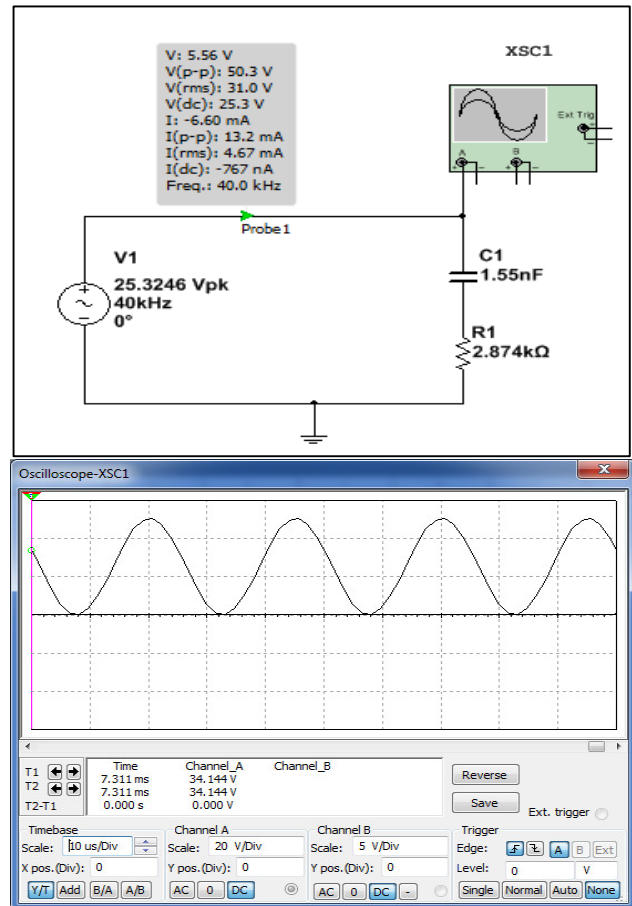 V: 5.56 V
V(p-p): 50.3 V
V(rms): 31.0 V
V(dc): 25.3 V
I: -6.60 mA
I(p-p): 13.2 mA
I(rms): 4.67 mA
I(dc): -767 nA
Freq.: 40.0 kHz
XSC1
Ext Trig
+
-
A
B
+ -
+ -
Probe1
V1
25.3246 Vpk
40kHz
0°
C1
1.55nF
R1
2.874kΩ
Oscilloscope-XSC1
x
T1
T2
T2-T1
Time Channel_A Channel_B
7.311 ms 34.144 V
7.311 ms 34.144 V
0.000 s 0.000 V
Reverse
Save
Ext. trigger
Timebase
Scale: 10 us/Div
X pos.(Div): 0
Y/T Add B/A A/B
Channel A
Scale: 20 V/Div
Y pos.(Div): 0
AC 0 DC
Channel B
Scale: 5 V/Div
Y pos.(Div): 0
AC 0 DC -
Trigger
Edge: A B Ext
Level: 0 V
Single Normal Auto None